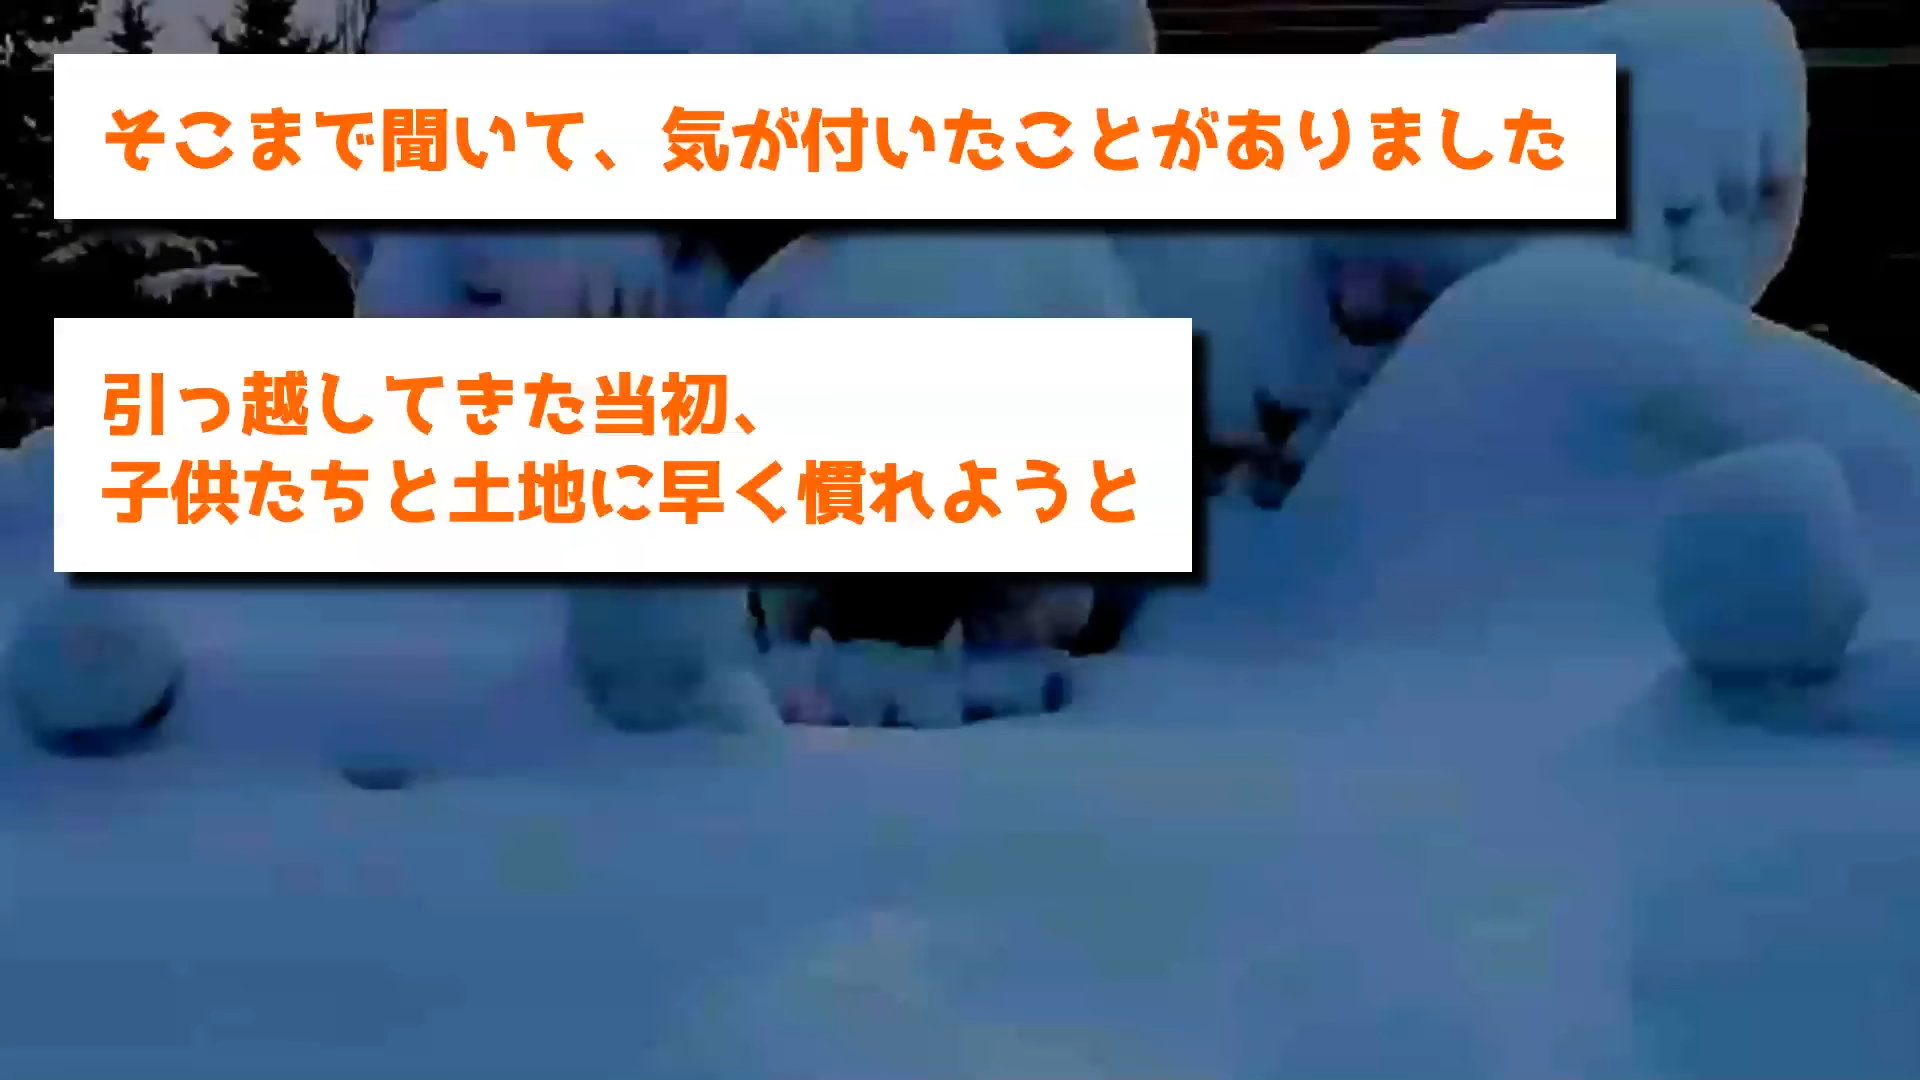 そこまで聞いて、気が付いたことがありました
引っ越してきた当初、
子供たちと土地に早く慣れようと